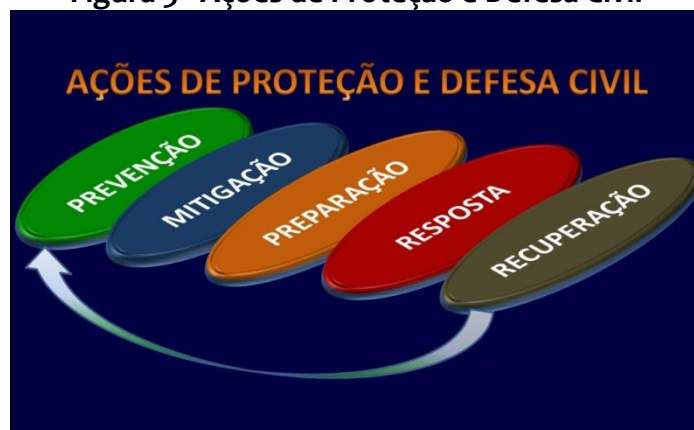 AÇÕES DE PROTEÇÃO E DEFESA CIVIL
PREVENÇÃO
MITIGAÇÃO
PREPARAÇÃO
RESPOSTA
RECUPERAÇÃO